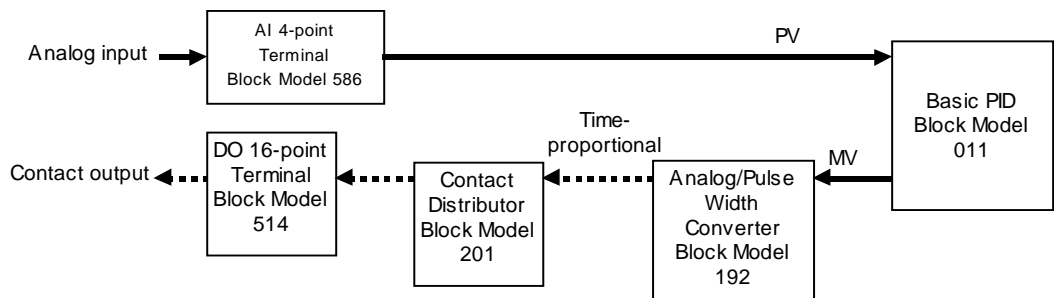 Analog input
AI 4-point
Terminal
Block Model 586
PV
Basic PID
Block Model
011
Contact output
DO 16-point
Terminal
Block Model
514
Contact
Distributor
Block Model
201
Time-
proportional
Analog/Pulse
Width
Converter
Block Model
192
MV